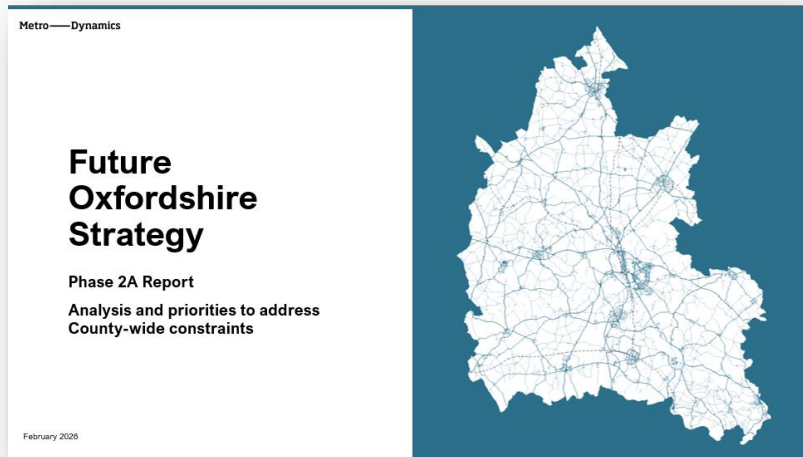 Metro—Dynamics
Future
Oxfordshire
Strategy
Phase 2A Report
Analysis and priorities to address
County-wide constraints
February 2026